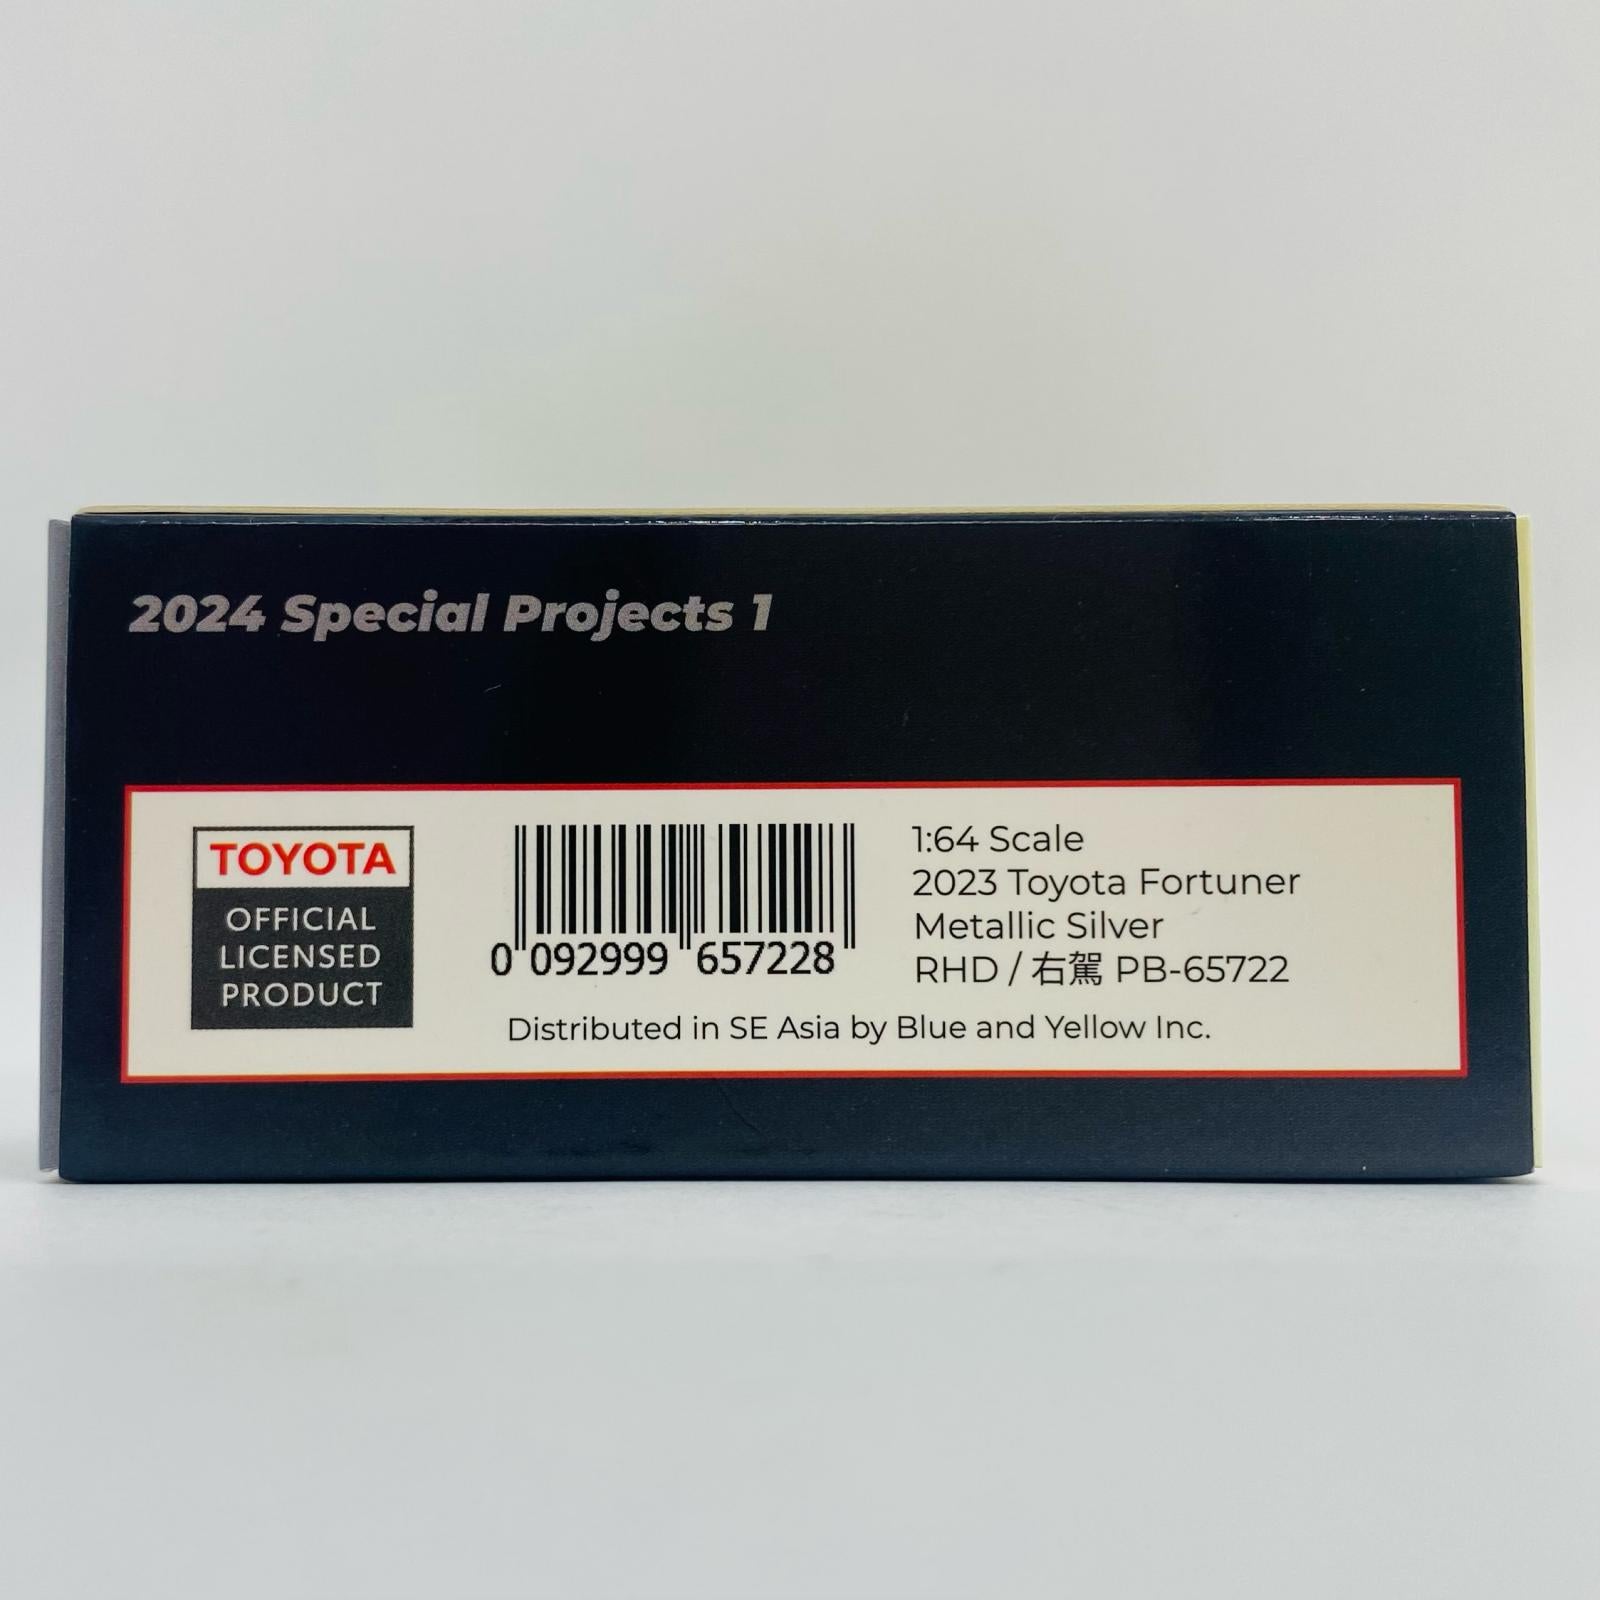 2024 Special Projects 1
TOYOTA
OFFICIAL
LICENSED
PRODUCT
0 092999 657228
1:64 Scale
2023 Toyota Fortuner
Metallic Silver
RHD / 右駕 PB-65722
Distributed in SE Asia by Blue and Yellow Inc.